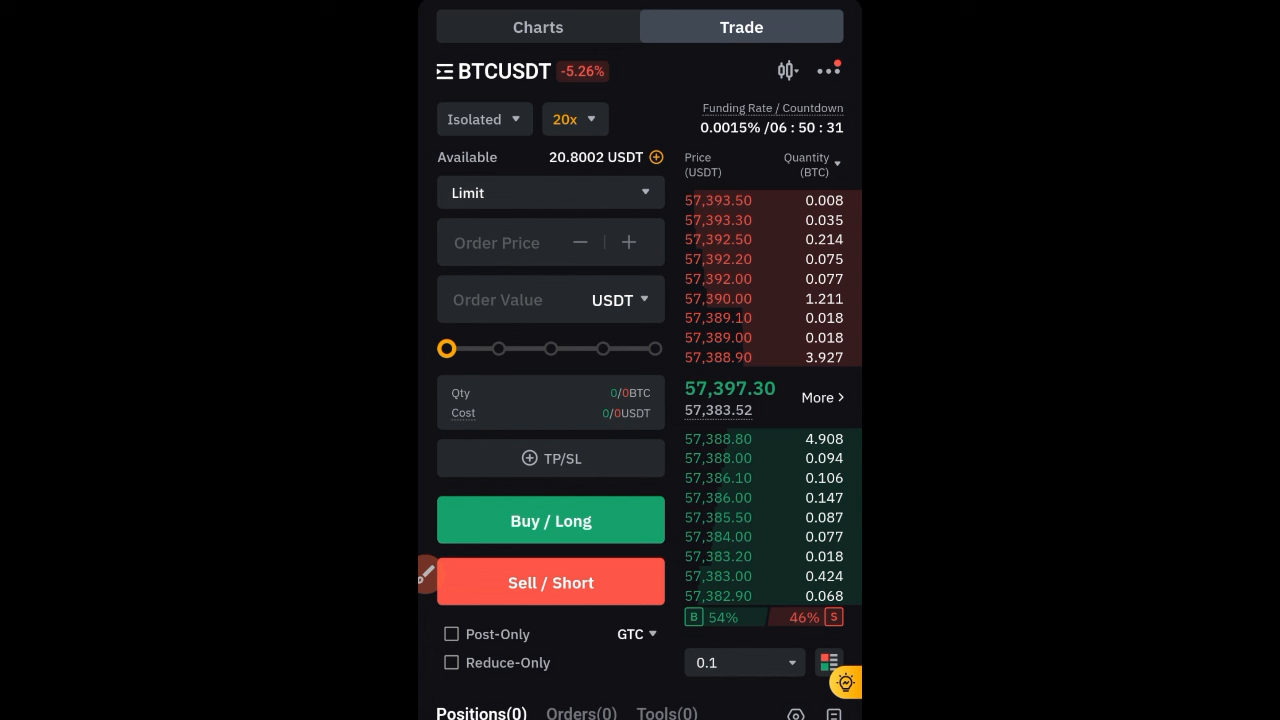 Charts Trade
BTCUSDT -5.26%
Isolated 20x
Funding Rate / Countdown
0.0015% /06 : 50 : 31
Available 20.8002 USDT
Limit
Order Price
Order Value USDT
Qty 0/0BTC
Cost 0/0USDT
TP/SL
Buy / Long
Sell / Short
Post-Only GTC
Reduce-Only
Price Quantity
(USDT) (BTC)
57,393.50 0.008
57,393.30 0.035
57,392.50 0.214
57,392.20 0.075
57,392.00 0.077
57,390.00 1.211
57,389.10 0.018
57,389.00 0.018
57,388.90 3.927
57,397.30
57,383.52
More
57,388.80 4.908
57,388.00 0.094
57,386.10 0.106
57,386.00 0.147
57,385.50 0.087
57,384.00 0.077
57,383.20 0.018
57,383.00 0.424
57,382.90 0.068
B 54% 46% S
0.1
Positions(0) Orders(0) Tools(0)